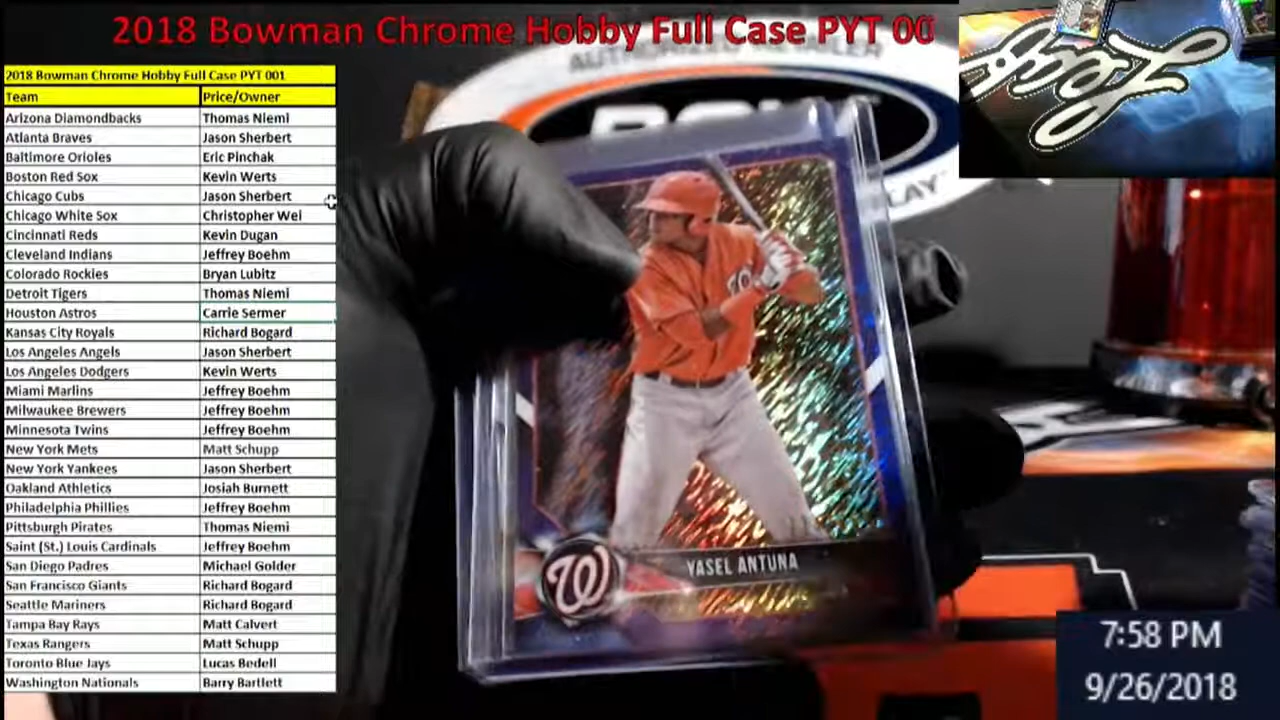 2018 Bowman Chrome Hobby Full Case PYT 00
2018 Bowman Chrome Hobby Full Case PYT 001
Team Price/Owner
Arizona Diamondbacks Thomas Niemi
Atlanta Braves Jason Sherbert
Baltimore Orioles Eric Pinchak
Boston Red Sox Kevin Werts
Chicago Cubs Jason Sherbert
Chicago White Sox Christopher Wei
Cincinnati Reds Kevin Dugan
Cleveland Indians Jeffrey Boehm
Colorado Rockies Bryan Lubitz
Detroit Tigers Thomas Niemi
Houston Astros Carrie Sermer
Kansas City Royals Richard Bogard
Los Angeles Angels Jason Sherbert
Los Angeles Dodgers Kevin Werts
Miami Marlins Jeffrey Boehm
Milwaukee Brewers Jeffrey Boehm
Minnesota Twins Jeffrey Boehm
New York Mets Matt Schupp
New York Yankees Jason Sherbert
Oakland Athletics Josiah Burnett
Philadelphia Phillies Jeffrey Boehm
Pittsburgh Pirates Thomas Niemi
Saint (St.) Louis Cardinals Jeffrey Boehm
San Diego Padres Michael Golder
San Francisco Giants Richard Bogard
Seattle Mariners Richard Bogard
Tampa Bay Rays Matt Calvert
Texas Rangers Matt Schupp
Toronto Blue Jays Lucas Bedell
Washington Nationals Barry Bartlett
W
YASEL ANTUNA
Leaf
7:58 PM
9/26/2018